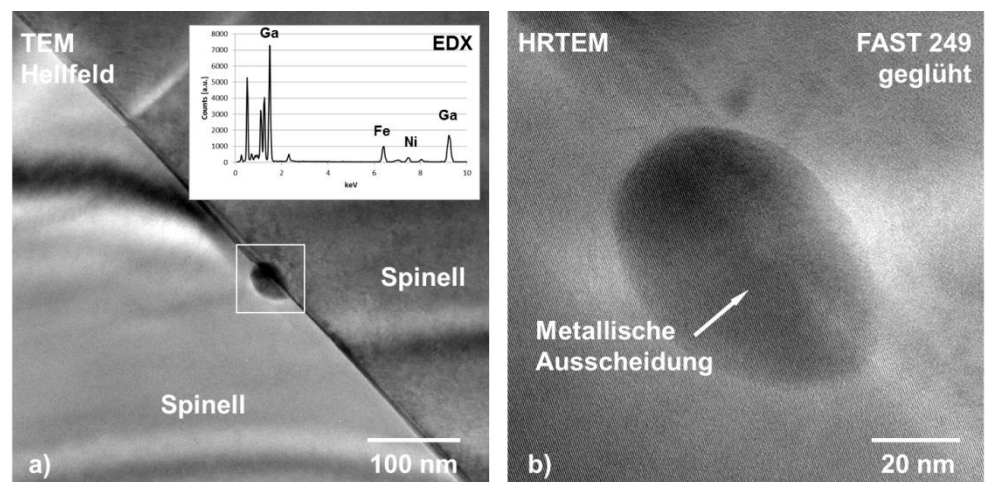 TEM
Hellfeld
EDX
Ga
Fe
Ni
Ga
Counts [a.u.]
8000
7000
6000
5000
4000
3000
2000
1000
0
0
2
4
6
8
10
keV
Spinell
Spinell
a)
100 nm
HRTEM
FAST 249
geglüht
Metallische
Ausscheidung
b)
20 nm